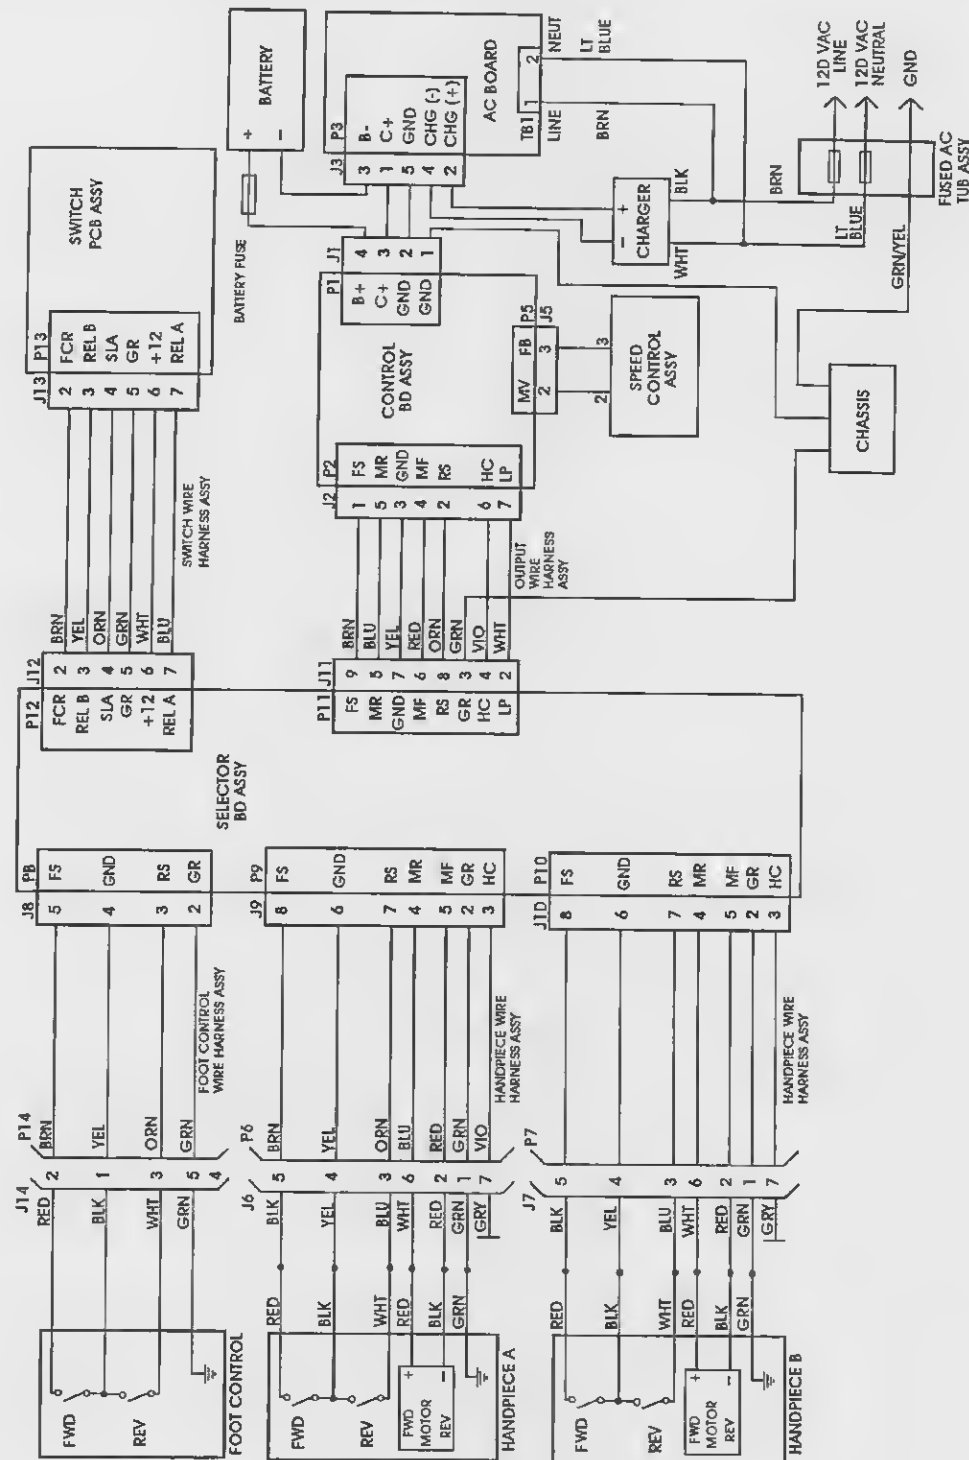 FOOT CONTROL
FWD
REV
RED
BLK
WHT
GRN
J14
2
1
3
5
4
P14
BRN
YEL
ORN
GRN
FOOT CONTROL
WIRE HARNESS ASSY
J8
5
4
3
2
P8
FS
GND
RS
GR
HANDPIECE A
FWD
REV
FWD
MOTOR
REV
+
−
RED
BLK
WHT
RED
BLK
GRN
BLK
YEL
BLU
WHT
RED
GRN
GRY
J6
5
4
3
6
2
1
7
P6
BRN
YEL
ORN
BLU
RED
GRN
VIO
HANDPIECE WIRE
HARNESS ASSY
J9
8
6
7
4
5
2
3
P9
FS
GND
RS
MR
MF
GR
HC
HANDPIECE B
FWD
REV
FWD
MOTOR
REV
+
−
RED
BLK
WHT
RED
BLK
GRN
BLK
YEL
BLU
WHT
RED
GRN
GRY
J7
5
4
3
6
2
1
7
P7
HANDPIECE WIRE
HARNESS ASSY
J1D
8
6
7
4
5
2
3
P10
FS
GND
RS
MR
MF
GR
HC
SELECTOR
BD ASSY
P12
FCR
REL B
SLA
GR
+12
REL A
J12
2
3
4
5
6
7
BRN
YEL
ORN
GRN
WHT
BLU
SWITCH WIRE
HARNESS ASSY
J13
2
3
4
5
6
7
P13
FCR
REL B
SLA
GR
+12
REL A
SWITCH
PCB ASSY
P11
FS
MR
GND
MF
RS
GR
HC
LP
J11
9
5
7
6
8
3
4
2
BRN
BLU
YEL
RED
ORN
GRN
VIO
WHT
OUTPUT
WIRE
HARNESS
ASSY
J2
1
5
3
4
2
6
7
P2
FS
MR
GND
MF
RS
HC
LP
CONTROL
BD ASSY
MV
FB
P5
2
3
J5
2
3
SPEED
CONTROL
ASSY
P1
B+
C+
GND
GND
J1
4
3
2
1
BATTERY FUSE
BATTERY
+
−
J3
3
1
5
4
2
P3
B-
C+
GND
CHG (-)
CHG (+)
AC BOARD
TB1
1
2
LINE
NEUT
BRN
LT
BLUE
CHARGER
−
+
BLK
WHT
BRN
LT
BLUE
GRN/YEL
FUSED AC
TUB ASSY
12D VAC
LINE
12D VAC
NEUTRAL
GND
CHASSIS